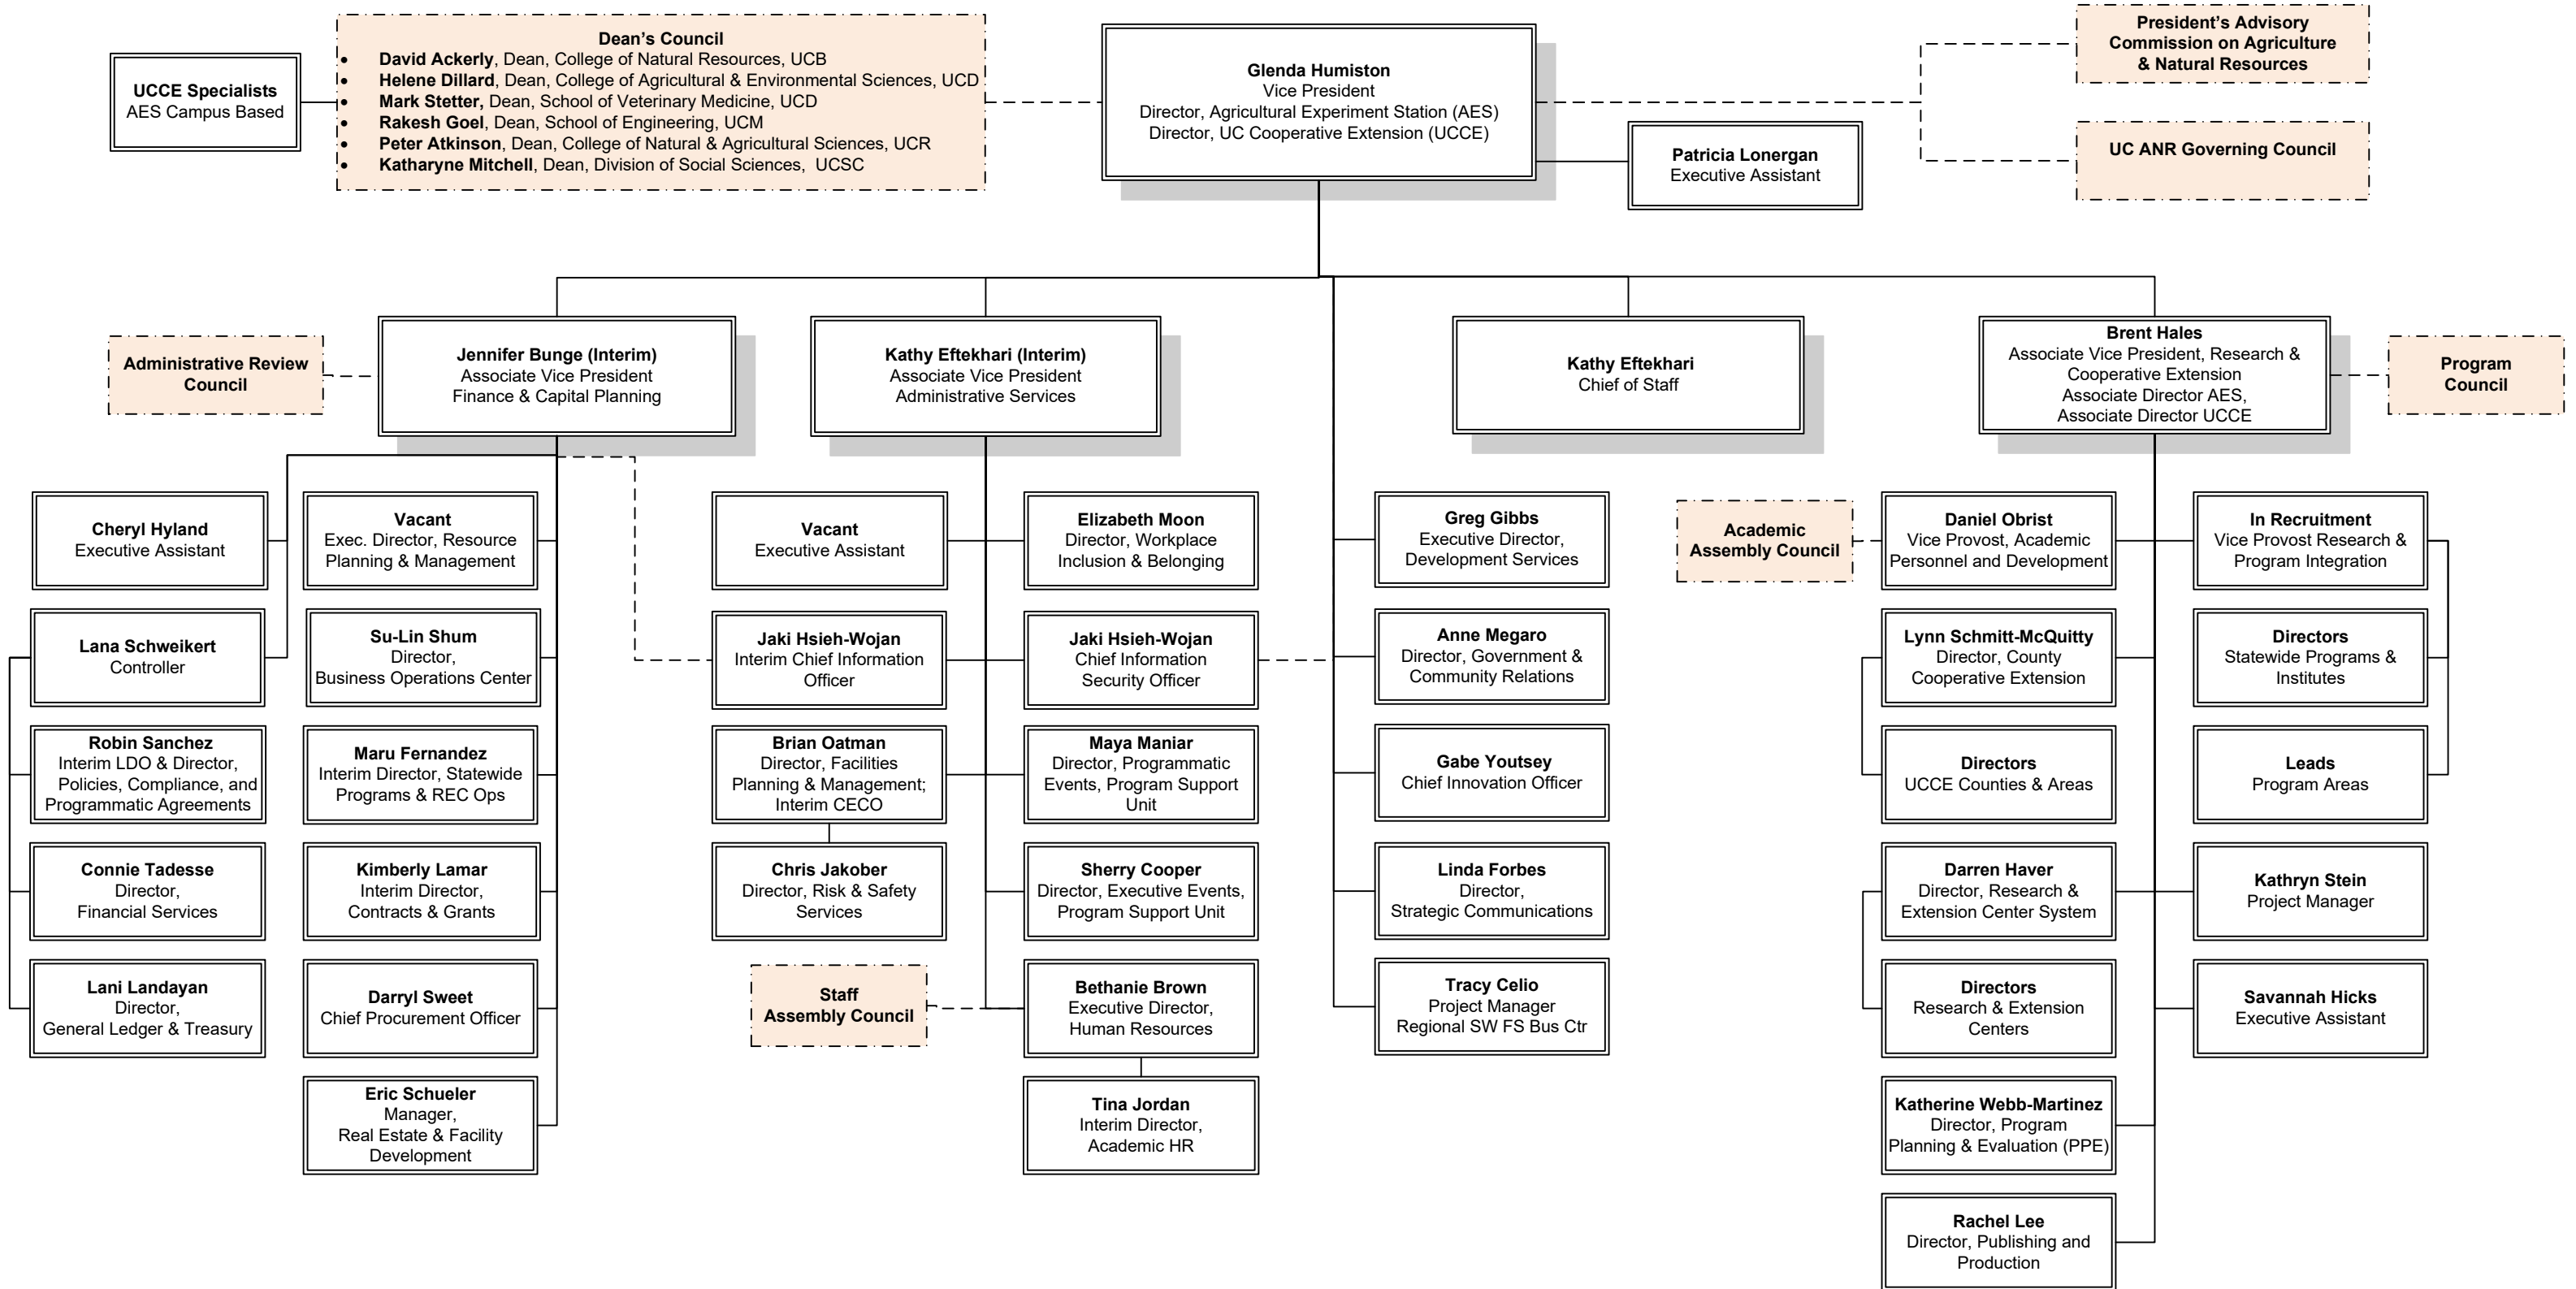 UCCE Specialists
AES Campus Based
Dean’s Council
• David Ackerly, Dean, College of Natural Resources, UCB
• Helene Dillard, Dean, College of Agricultural & Environmental Sciences, UCD
• Mark Stetter, Dean, School of Veterinary Medicine, UCD
• Rakesh Goel, Dean, School of Engineering, UCM
• Peter Atkinson, Dean, College of Natural & Agricultural Sciences, UCR
• Katharyne Mitchell, Dean, Division of Social Sciences, UCSC
Glenda Humiston
Vice President
Director, Agricultural Experiment Station (AES)
Director, UC Cooperative Extension (UCCE)
Patricia Lonergan
Executive Assistant
President’s Advisory
Commission on Agriculture
& Natural Resources
UC ANR Governing Council
Administrative Review
Council
Jennifer Bunge (Interim)
Associate Vice President
Finance & Capital Planning
Kathy Eftekhari (Interim)
Associate Vice President
Administrative Services
Kathy Eftekhari
Chief of Staff
Brent Hales
Associate Vice President, Research &
Cooperative Extension
Associate Director AES,
Associate Director UCCE
Program
Council
Cheryl Hyland
Executive Assistant
Lana Schweikert
Controller
Robin Sanchez
Interim LDO & Director,
Policies, Compliance, and
Programmatic Agreements
Connie Tadesse
Director,
Financial Services
Lani Landayan
Director,
General Ledger & Treasury
Vacant
Exec. Director, Resource
Planning & Management
Su-Lin Shum
Director,
Business Operations Center
Maru Fernandez
Interim Director, Statewide
Programs & REC Ops
Kimberly Lamar
Interim Director,
Contracts & Grants
Darryl Sweet
Chief Procurement Officer
Eric Schueler
Manager,
Real Estate & Facility
Development
Vacant
Executive Assistant
Jaki Hsieh-Wojan
Interim Chief Information
Officer
Brian Oatman
Director, Facilities
Planning & Management;
Interim CECO
Chris Jakober
Director, Risk & Safety
Services
Staff
Assembly Council
Elizabeth Moon
Director, Workplace
Inclusion & Belonging
Jaki Hsieh-Wojan
Chief Information
Security Officer
Maya Maniar
Director, Programmatic
Events, Program Support
Unit
Sherry Cooper
Director, Executive Events,
Program Support Unit
Bethanie Brown
Executive Director,
Human Resources
Tina Jordan
Interim Director,
Academic HR
Greg Gibbs
Executive Director,
Development Services
Anne Megaro
Director, Government &
Community Relations
Gabe Youtsey
Chief Innovation Officer
Linda Forbes
Director,
Strategic Communications
Tracy Celio
Project Manager
Regional SW FS Bus Ctr
Academic
Assembly Council
Daniel Obrist
Vice Provost, Academic
Personnel and Development
Lynn Schmitt-McQuitty
Director, County
Cooperative Extension
Directors
UCCE Counties & Areas
Darren Haver
Director, Research &
Extension Center System
Directors
Research & Extension
Centers
Katherine Webb-Martinez
Director, Program
Planning & Evaluation (PPE)
Rachel Lee
Director, Publishing and
Production
In Recruitment
Vice Provost Research &
Program Integration
Directors
Statewide Programs &
Institutes
Leads
Program Areas
Kathryn Stein
Project Manager
Savannah Hicks
Executive Assistant